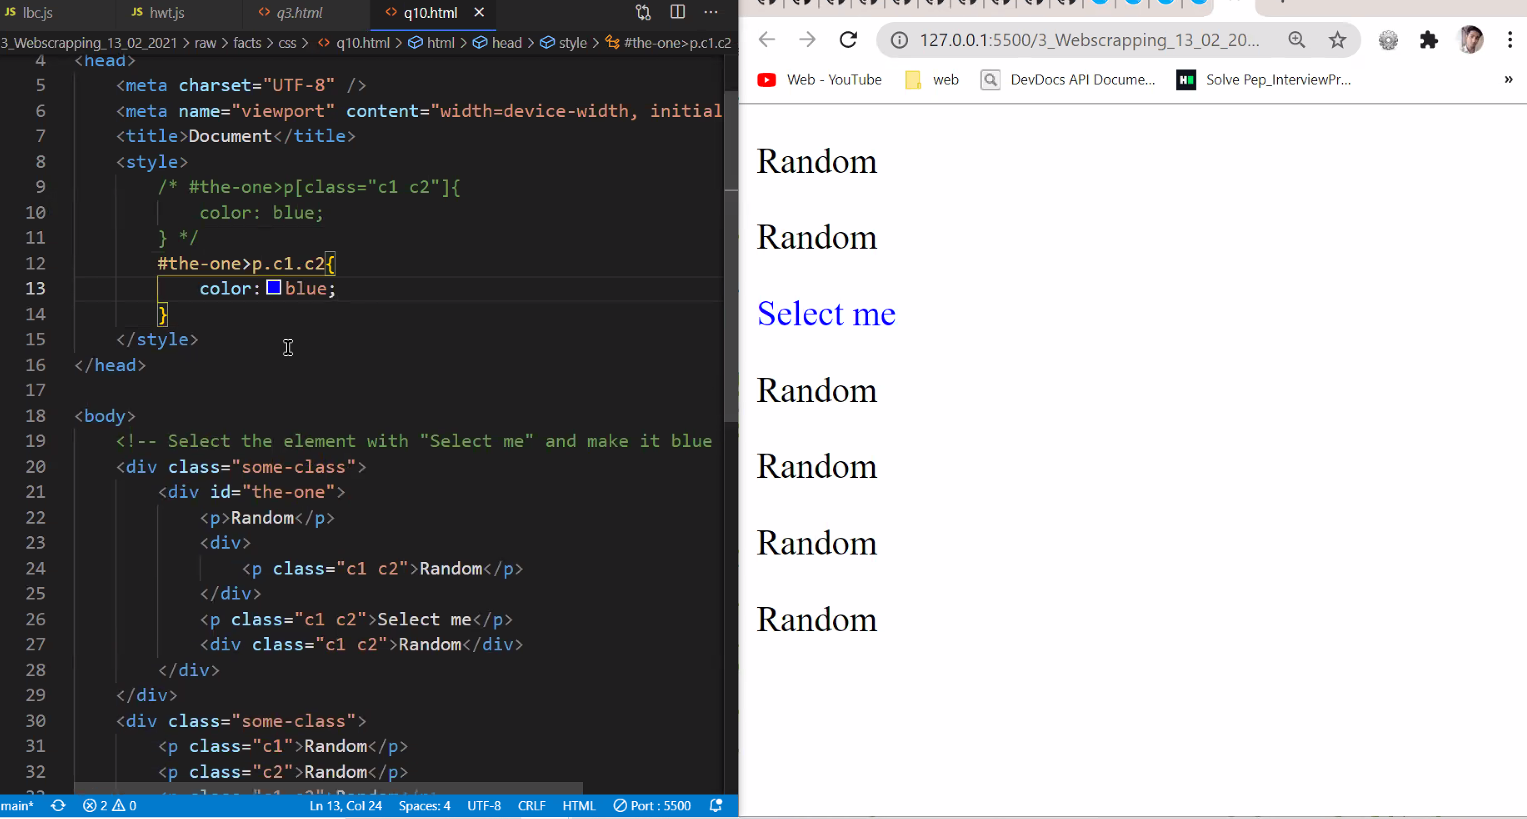 lbc.js
hwt.js
q3.html
q10.html
3_Webscrapping_13_02_2021 > raw > facts > css > q10.html > html > head > style > #the-one>p.c1.c2
4 <head>
5 <meta charset="UTF-8" />
6 <meta name="viewport" content="width=device-width, initial
7 <title>Document</title>
8 <style>
9 /* #the-one>p[class="c1 c2"]{
10 color: blue;
11 } */
12 #the-one>p.c1.c2{
13 color: blue;
14 }
15 </style>
16 </head>
17
18 <body>
19 <!-- Select the element with "Select me" and make it blue
20 <div class="some-class">
21 <div id="the-one">
22 <p>Random</p>
23 <div>
24 <p class="c1 c2">Random</p>
25 </div>
26 <p class="c1 c2">Select me</p>
27 <div class="c1 c2">Random</div>
28 </div>
29 </div>
30 <div class="some-class">
31 <p class="c1">Random</p>
32 <p class="c2">Random</p>
main* 2 0 Ln 13, Col 24 Spaces: 4 UTF-8 CRLF HTML Port : 5500
127.0.0.1:5500/3_Webscrapping_13_02_20...
Web - YouTube web DevDocs API Docume... Solve Pep_InterviewPr... »
Random
Random
Select me
Random
Random
Random
Random